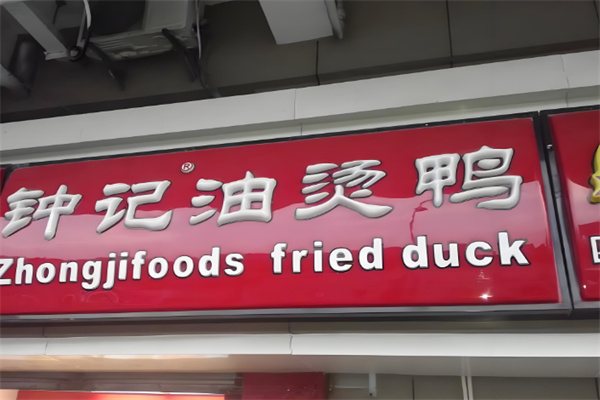 钟记®油烫鸭
Zhongjifoods fried duck